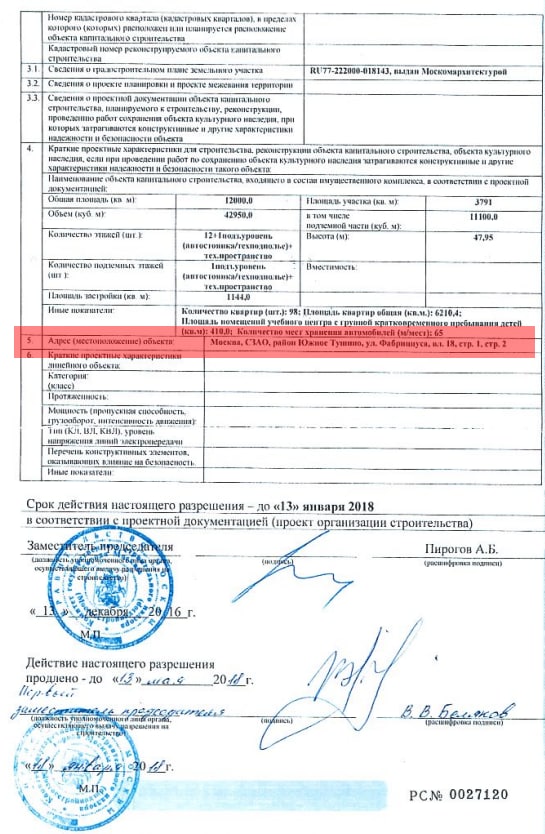 Номер кадастрового квартала (кадастровых кварталов), в пределах
которого (которых) расположен или планируется расположение
объекта капитального строительства
Кадастровый номер реконструируемого объекта капитального
строительства
3.1. Сведения о градостроительном плане земельного участка RU77-222000-018143, выдан Москомархитектурой
3.2. Сведения о проекте планировки и проекте межевания территории
3.3. Сведения о проектной документации объекта капитального
строительства, планируемого к строительству, реконструкции,
проведению работ сохранения объекта культурного наследия, при
которых затрагиваются конструктивные и другие характеристики
надежности и безопасности объекта
4. Краткие проектные характеристики для строительства, реконструкции объекта капитального строительства, объекта культурного
наследия, если при проведении работ по сохранению объекта культурного наследия затрагиваются конструктивные и другие
характеристики надежности и безопасности такого объекта:
Наименование объекта капитального строительства, входящего в состав имущественного комплекса, в соответствии с проектной
документацией:
Общая площадь (кв. м): 12000,0 Площадь участка (кв. м): 3791
Объем (куб. м): 42950,0 в том числе
подземной части (куб. м): 11100,0
Количество этажей (шт.): 12+1подз.уровень
(автостоянка/техподполье)+
тех.пространство Высота (м): 47,95
Количество подземных этажей
(шт.): 1подз.уровень
(автостоянка/техподполье)+
тех.пространство Вместимость:
Площадь застройки (кв. м): 1144,0
Иные показатели: Количество квартир (шт.): 98; Площадь квартир общая (кв.м.): 6210,4;
Площадь помещений учебного центра с группой кратковременного пребывания детей
(кв.м): 410,0; Количество мест хранения автомобилей (м/мест): 65
5. Адрес (местоположение) объекта: Москва, СЗАО, район Южное Тушино, ул. Фабрициуса, вл. 18, стр. 1, стр. 2
6. Краткие проектные характеристики
линейного объекта:
Категория:
(класс)
Протяженность:
Мощность (пропускная способность,
грузооборот, интенсивность движения):
Тип (КЛ, ВЛ, КВЛ), уровень
напряжения линий электропередачи
Перечень конструктивных элементов,
оказывающих влияние на безопасность.
Иные показатели:
Срок действия настоящего разрешения – до «13» января 2018
в соответствии с проектной документацией (проект организации строительства)
Заместитель председателя Пирогов А.Б.
(должность уполномоченного лица органа,
осуществляющего выдачу разрешения на
строительство) (подпись) (расшифровка подписи)
« 13 » декабря 2016 г.
М.П.
Действие настоящего разрешения
продлено - до «13» мая 2018 г.
Первый
заместитель председателя В. В. Беляков
(должность уполномоченного лица органа,
осуществляющего выдачу разрешения на
строительство) (подпись) (расшифровка подписи)
«18» января 2018 г.
М.П.
РС№ 0027120